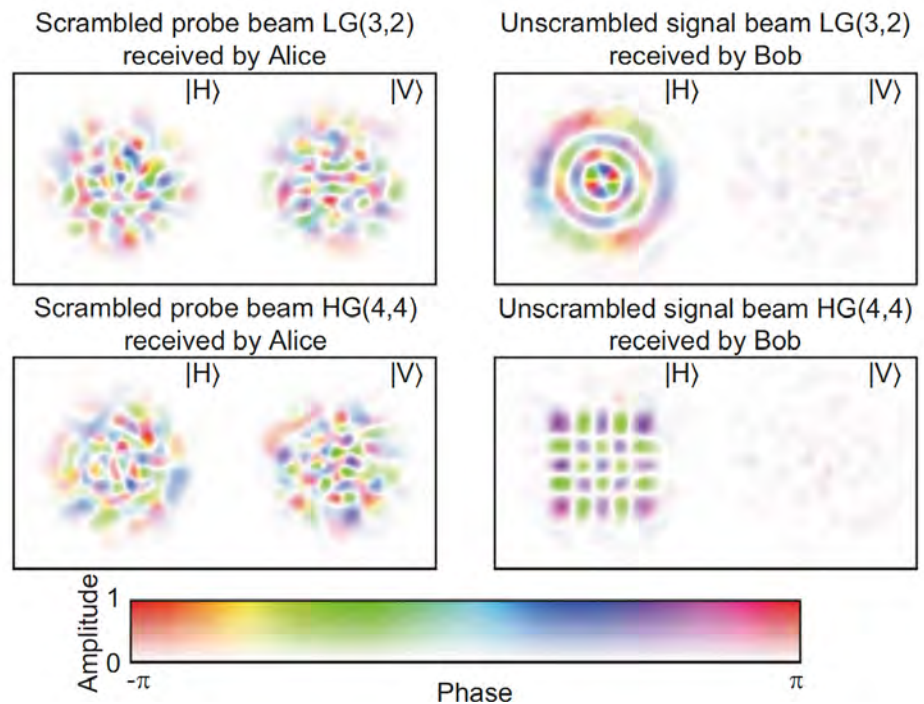 Scrambled probe beam LG(3,2)
received by Alice
|H⟩
|V⟩
Unscrambled signal beam LG(3,2)
received by Bob
|H⟩
|V⟩
Scrambled probe beam HG(4,4)
received by Alice
|H⟩
|V⟩
Unscrambled signal beam HG(4,4)
received by Bob
|H⟩
|V⟩
Amplitude
1
0
-π
Phase
π